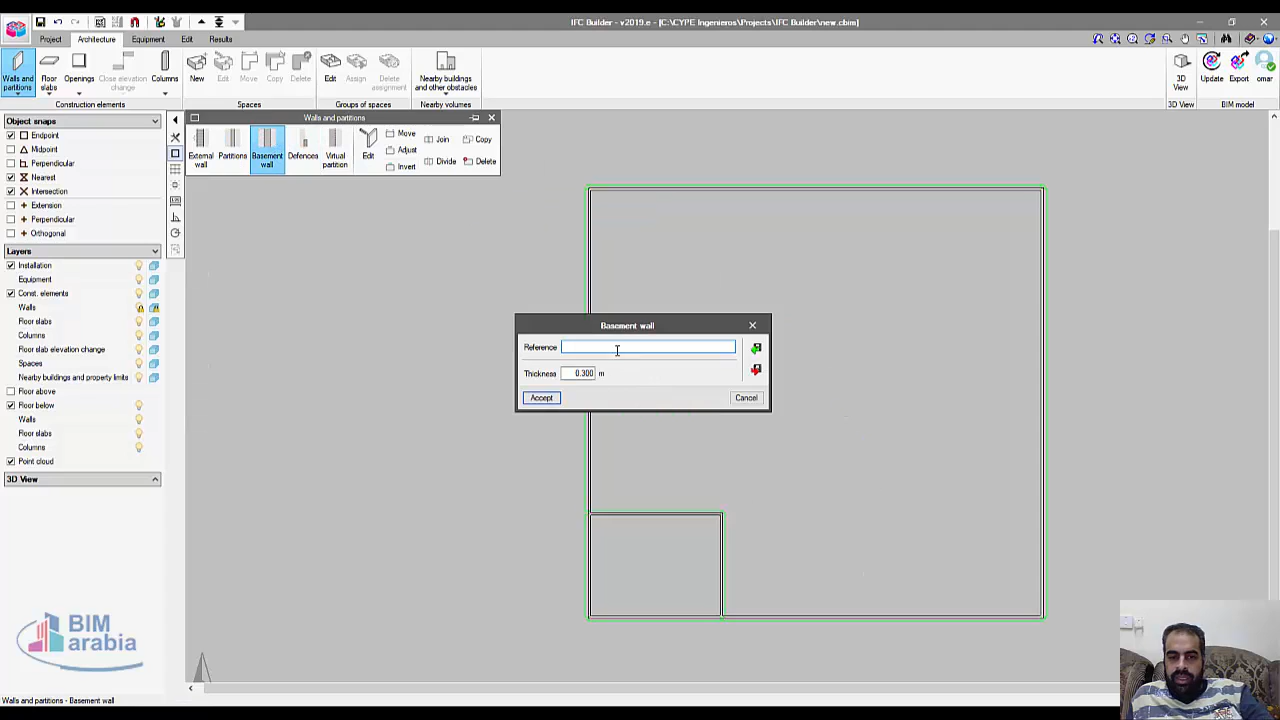 IFC Builder - v2019.e - [C:\CYPE Ingenieros\Projects\IFC Builder\new.cbim]
Project Architecture Equipment Edit Results
Walls and partitions
Floor slabs
Openings
Close elevation change
Columns
New
Edit
Move
Copy
Delete
Edit
Assign
Delete assignment
Nearby buildings and other obstacles
3D View
Update
Export
omar
Construction elements
Spaces
Groups of spaces
Nearby volumes
3D View
BIM model
Walls and partitions
External wall
Partitions
Basement wall
Defences
Virtual partition
Edit
Move
Adjust
Invert
Join
Divide
Copy
Delete
Object snaps
Endpoint
Midpoint
Perpendicular
Nearest
Intersection
Extension
Perpendicular
Orthogonal
Layers
Installation
Equipment
Const. elements
Walls
Floor slabs
Columns
Floor slab elevation change
Spaces
Nearby buildings and property limits
Floor above
Floor below
Walls
Floor slabs
Columns
Point cloud
3D View
Basement wall
Reference
Thickness 0.300 m
Accept Cancel
BIM
arabia
Walls and partitions - Basement wall